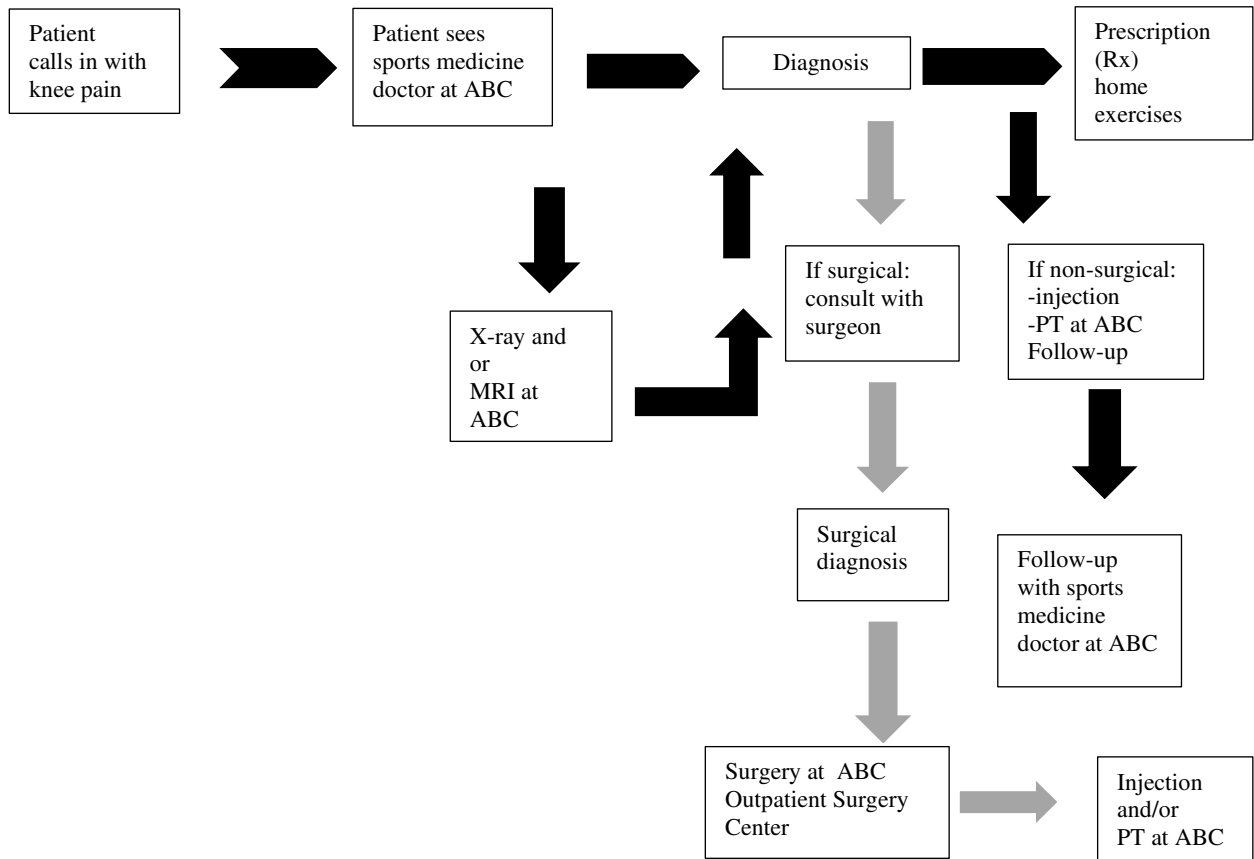 Patient
calls in with
knee pain
Patient sees
sports medicine
doctor at ABC
Diagnosis
Prescription
(Rx)
home
exercises
X-ray and
or
MRI at
ABC
If surgical:
consult with
surgeon
If non-surgical:
-injection
-PT at ABC
Follow-up
Surgical
diagnosis
Follow-up
with sports
medicine
doctor at ABC
Surgery at ABC
Outpatient Surgery
Center
Injection
and/or
PT at ABC